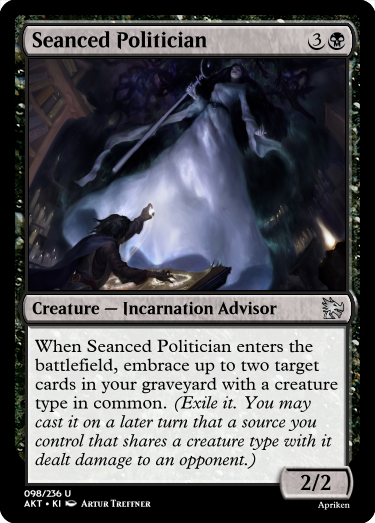 Seanced Politician 3
Creature — Incarnation Advisor
When Seanced Politician enters the
battlefield, embrace up to two target
cards in your graveyard with a creature
type in common. (Exile it. You may
cast it on a later turn that a source you
control that shares a creature type with it
dealt damage to an opponent.)
2/2
098/236 U
AKT • KI Artur Treffner
Apriken